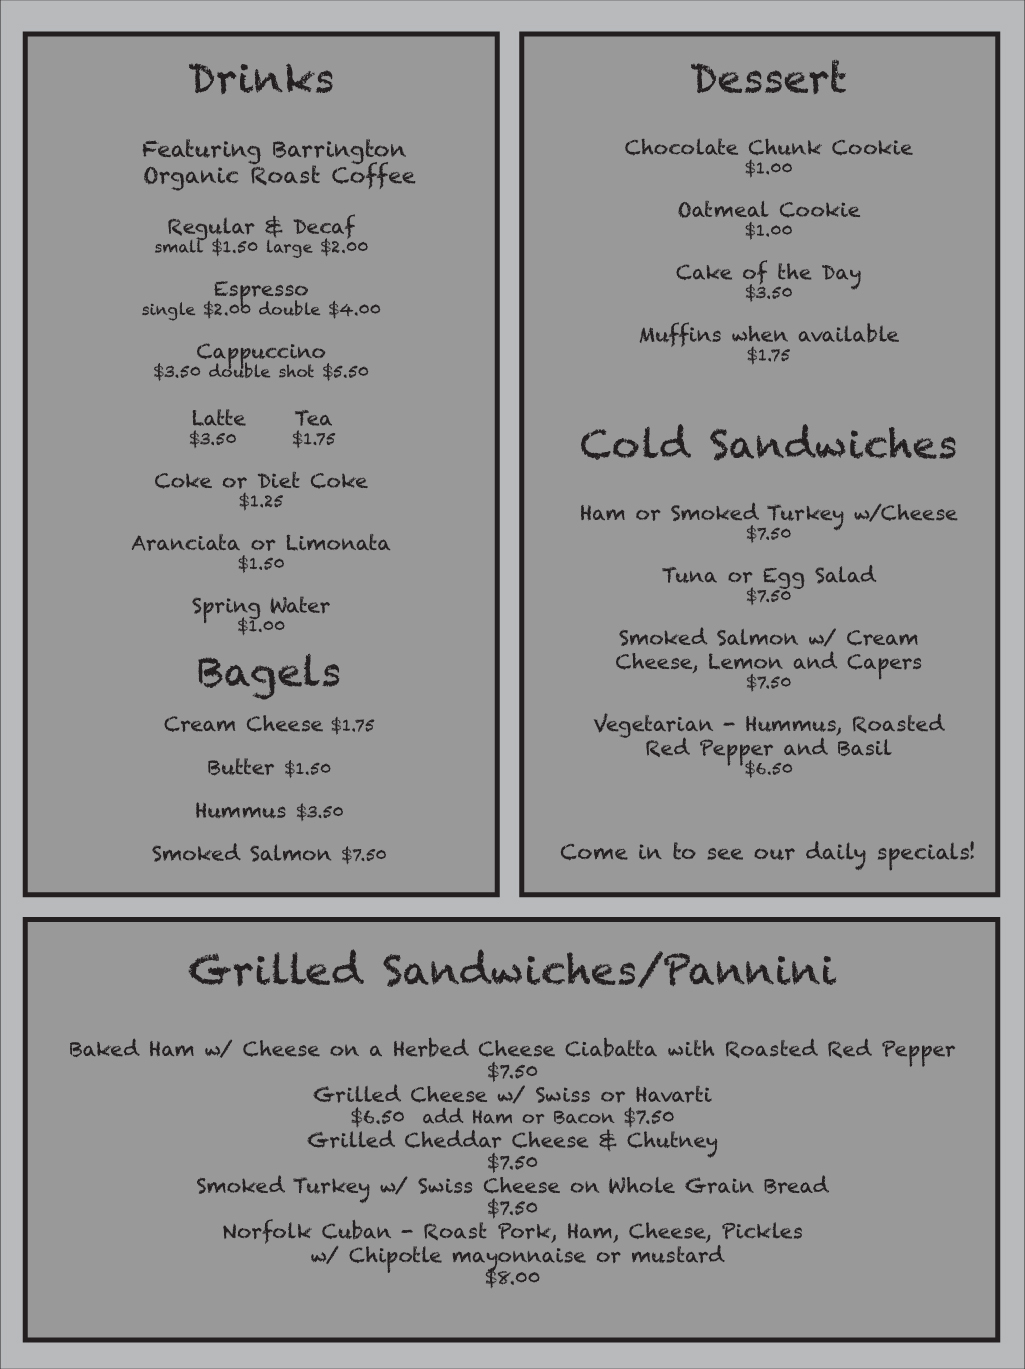 Drinks
Featuring Barrington
Organic Roast Coffee
Regular & Decaf
small $1.50 large $2.00
Espresso
single $2.00 double $4.00
Cappuccino
$3.50 double shot $5.50
Latte Tea
$3.50 $1.75
Coke or Diet Coke
$1.25
Aranciata or Limonata
$1.50
Spring Water
$1.00
Bagels
Cream Cheese $1.75
Butter $1.50
Hummus $3.50
Smoked Salmon $7.50
Dessert
Chocolate Chunk Cookie
$1.00
Oatmeal Cookie
$1.00
Cake of the Day
$3.50
Muffins when available
$1.75
Cold Sandwiches
Ham or Smoked Turkey w/Cheese
$7.50
Tuna or Egg Salad
$7.50
Smoked Salmon w/ Cream
Cheese, Lemon and Capers
$7.50
Vegetarian - Hummus, Roasted
Red Pepper and Basil
$6.50
Come in to see our daily specials!
Grilled Sandwiches/Pannini
Baked Ham w/ Cheese on a Herbed Cheese Ciabatta with Roasted Red Pepper
$7.50
Grilled Cheese w/ Swiss or Havarti
$6.50 add Ham or Bacon $7.50
Grilled Cheddar Cheese & Chutney
$7.50
Smoked Turkey w/ Swiss Cheese on Whole Grain Bread
$7.50
Norfolk Cuban - Roast Pork, Ham, Cheese, Pickles
w/ Chipotle mayonnaise or mustard
$8.00